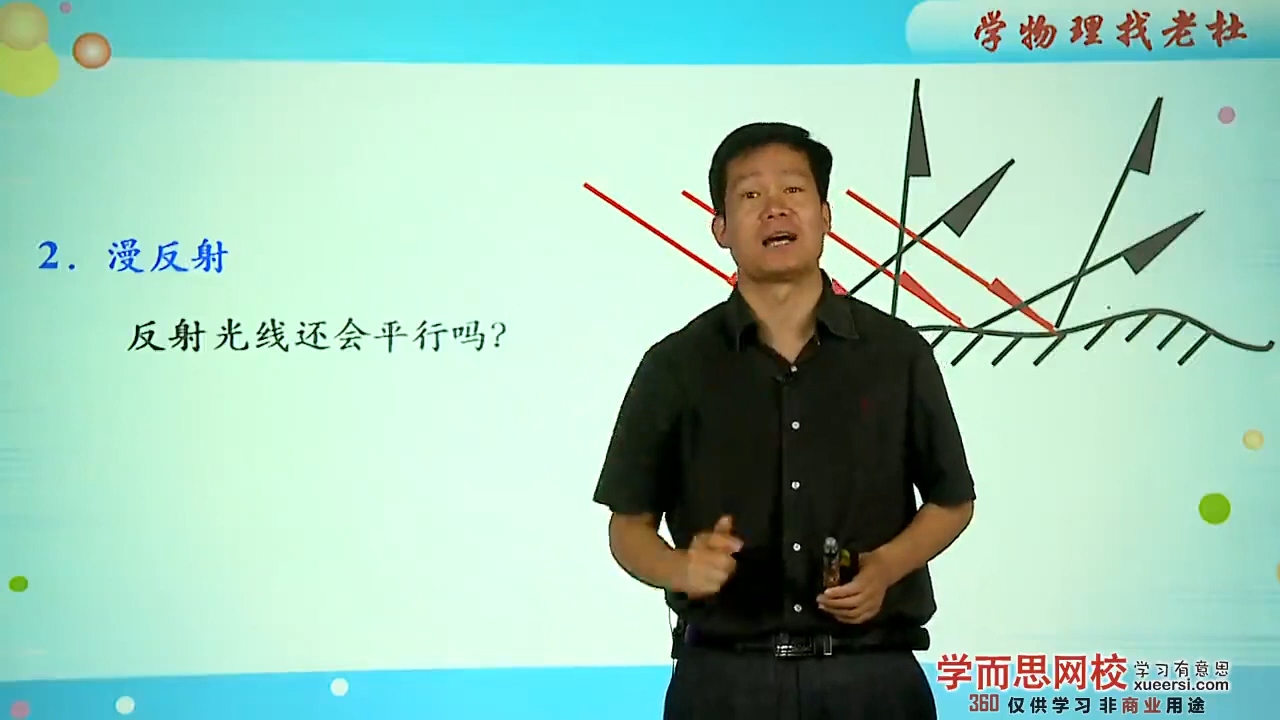 学物理找老杜
2. 漫反射
反射光线还会平行吗?
学而思网校
学习有意思
xueersi.com
360 仅供学习 非商业用途